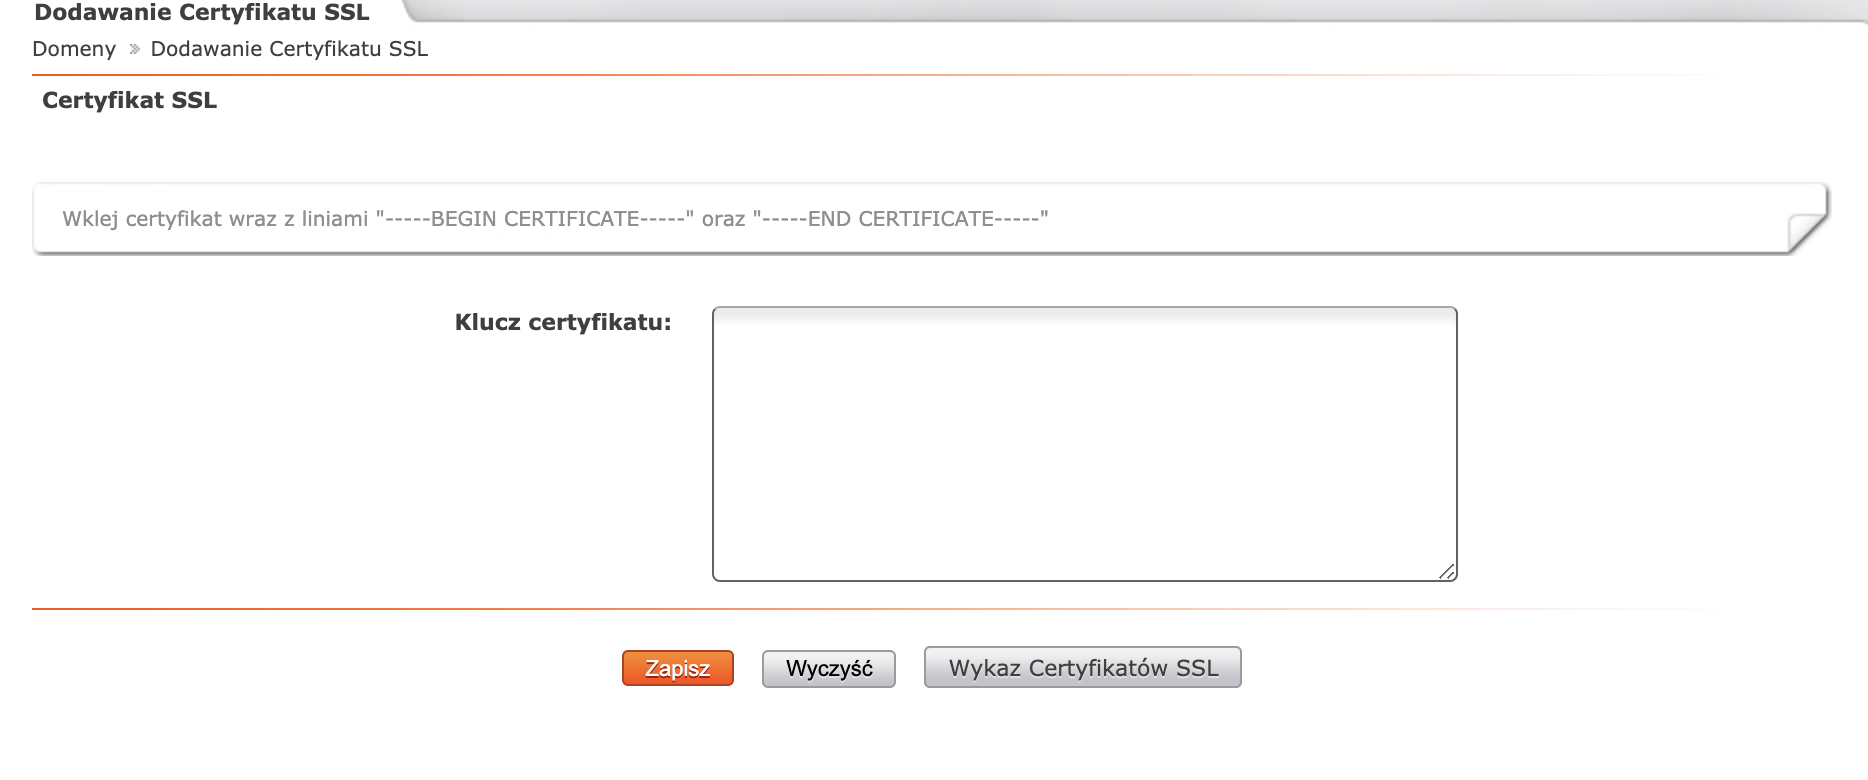 Dodawanie Certyfikatu SSL
Domeny » Dodawanie Certyfikatu SSL
Certyfikat SSL
Wklej certyfikat wraz z liniami "-----BEGIN CERTIFICATE-----" oraz "-----END CERTIFICATE-----"
Klucz certyfikatu:
Zapisz Wyczyść Wykaz Certyfikatów SSL